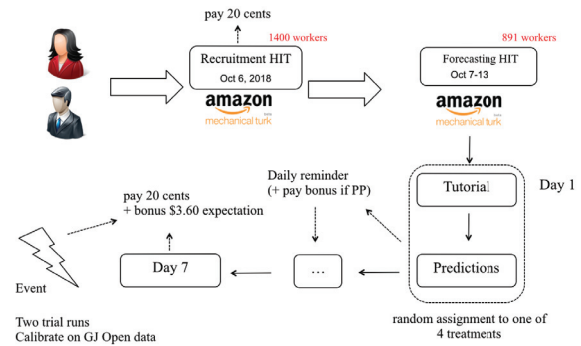 pay 20 cents
1400 workers
Recruitment HIT
Oct 6, 2018
amazon
mechanical turk
891 workers
Forecasting HIT
Oct 7-13
amazon
mechanical turk
Tutorial
Day 1
Predictions
random assignment to one of
4 treatments
Daily reminder
(+ pay bonus if PP)
...
pay 20 cents
+ bonus $3.60 expectation
Day 7
Event
Two trial runs
Calibrate on GJ Open data